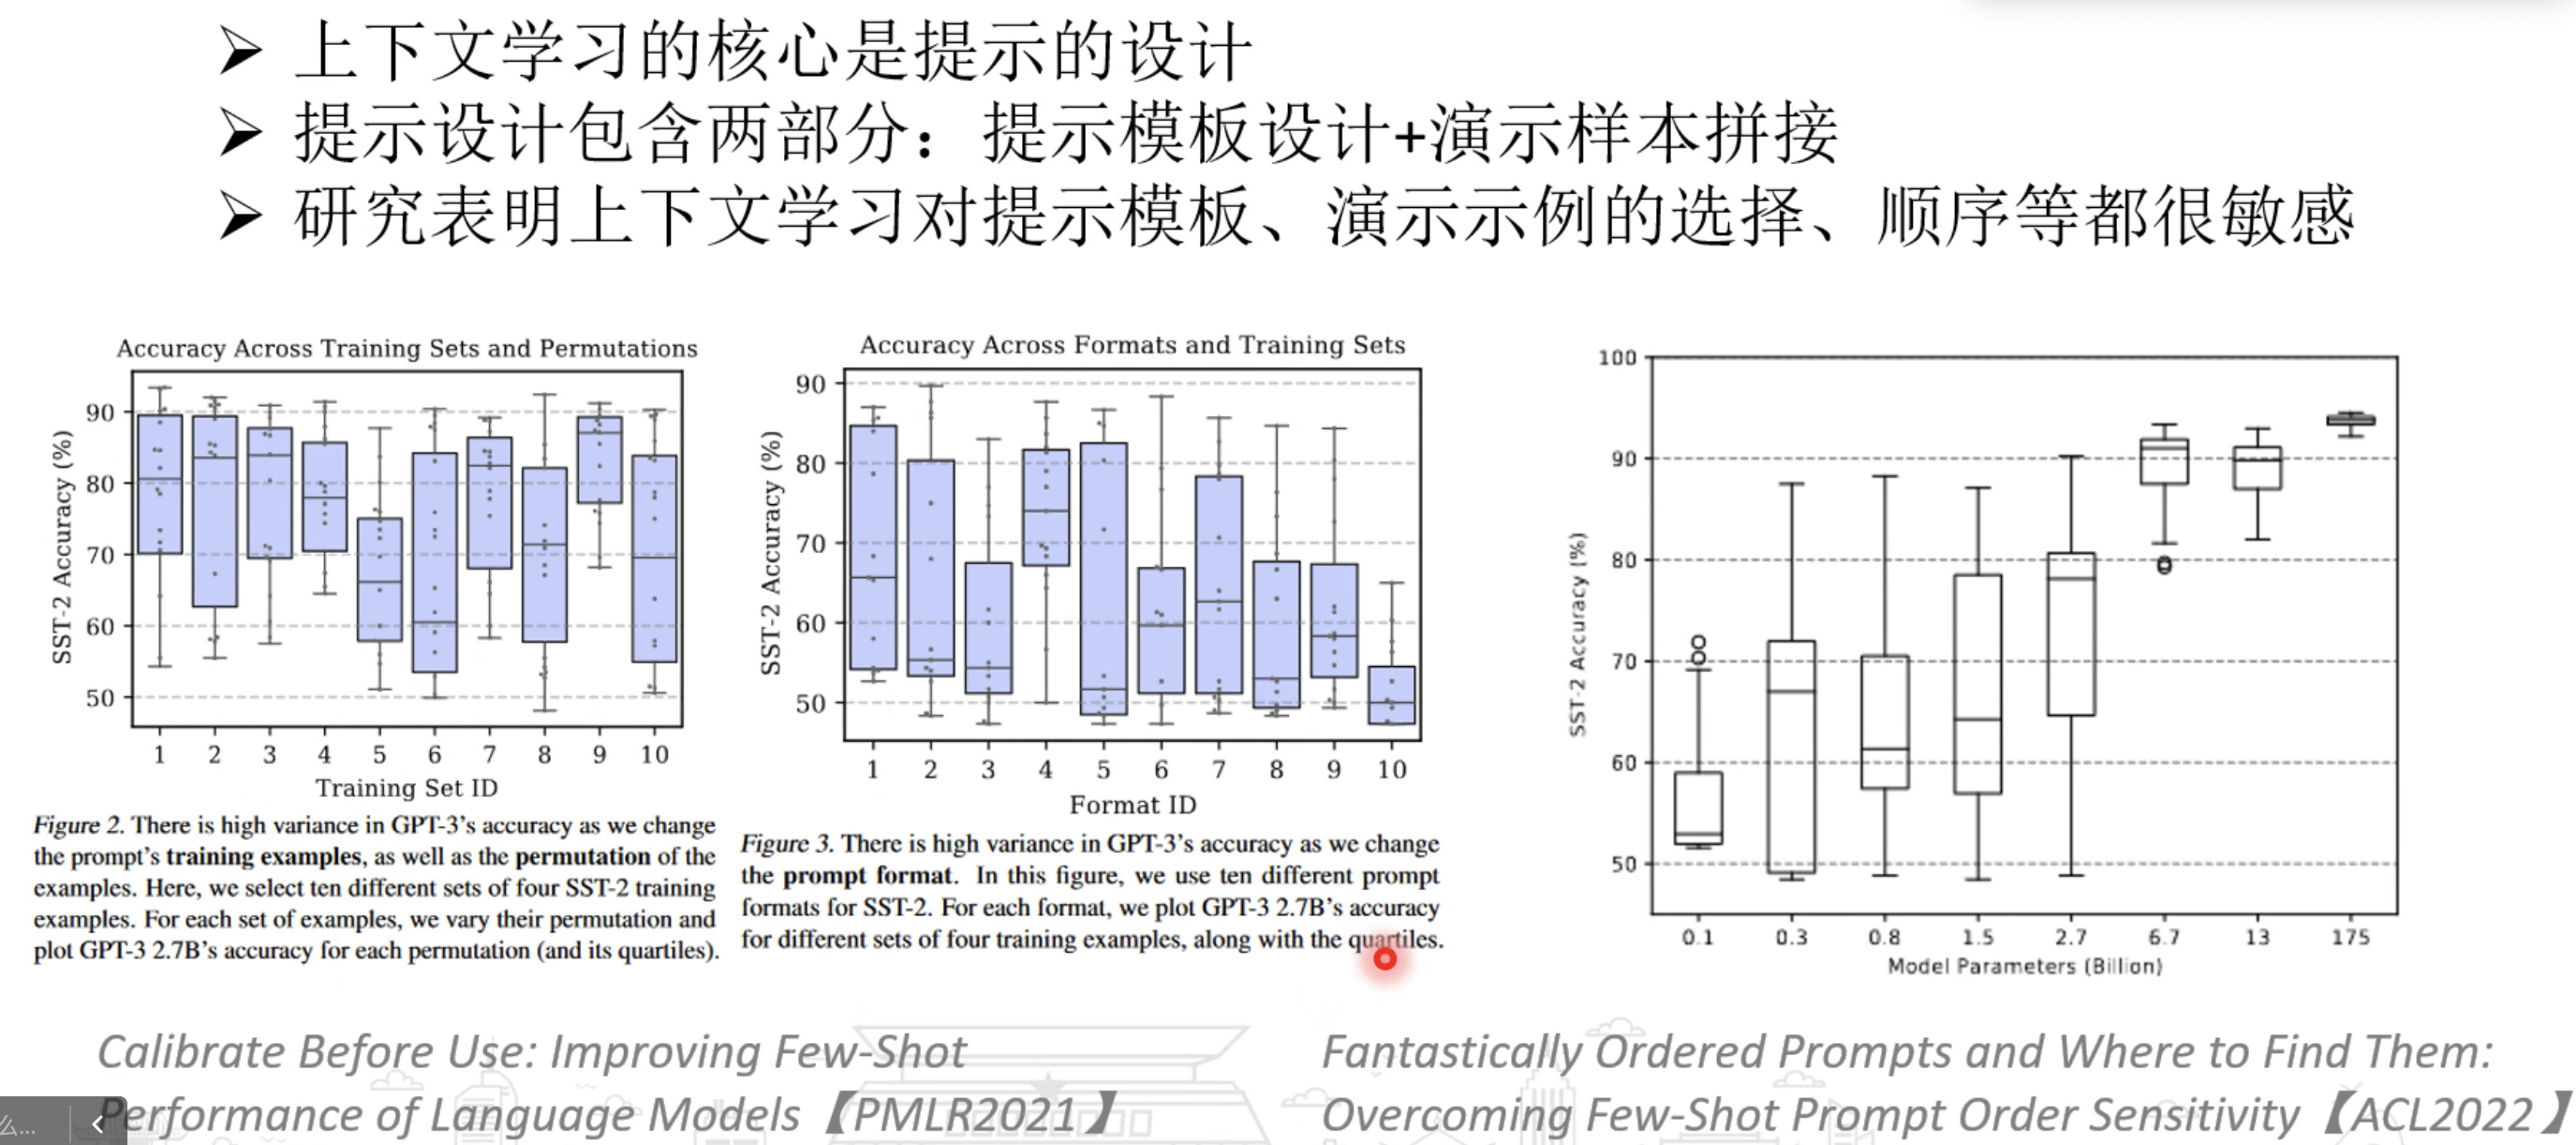 上下文学习的核心是提示的设计
提示设计包含两部分：提示模板设计+演示样本拼接
研究表明上下文学习对提示模板、演示示例的选择、顺序等都很敏感
Accuracy Across Training Sets and Permutations
SST-2 Accuracy (%)
90
80
70
60
50
1 2 3 4 5 6 7 8 9 10
Training Set ID
Figure 2. There is high variance in GPT-3's accuracy as we change
the prompt's training examples, as well as the permutation of the
examples. Here, we select ten different sets of four SST-2 training
examples. For each set of examples, we vary their permutation and
plot GPT-3 2.7B's accuracy for each permutation (and its quartiles).
Accuracy Across Formats and Training Sets
SST-2 Accuracy (%)
90
80
70
60
50
1 2 3 4 5 6 7 8 9 10
Format ID
Figure 3. There is high variance in GPT-3's accuracy as we change
the prompt format. In this figure, we use ten different prompt
formats for SST-2. For each format, we plot GPT-3 2.7B's accuracy
for different sets of four training examples, along with the quartiles.
SST-2 Accuracy (%)
100
90
80
70
60
50
0.1 0.3 0.8 1.5 2.7 6.7 13 175
Model Parameters (Billion)
Calibrate Before Use: Improving Few-Shot
Performance of Language Models【PMLR2021】
Fantastically Ordered Prompts and Where to Find Them:
Overcoming Few-Shot Prompt Order Sensitivity【ACL2022】